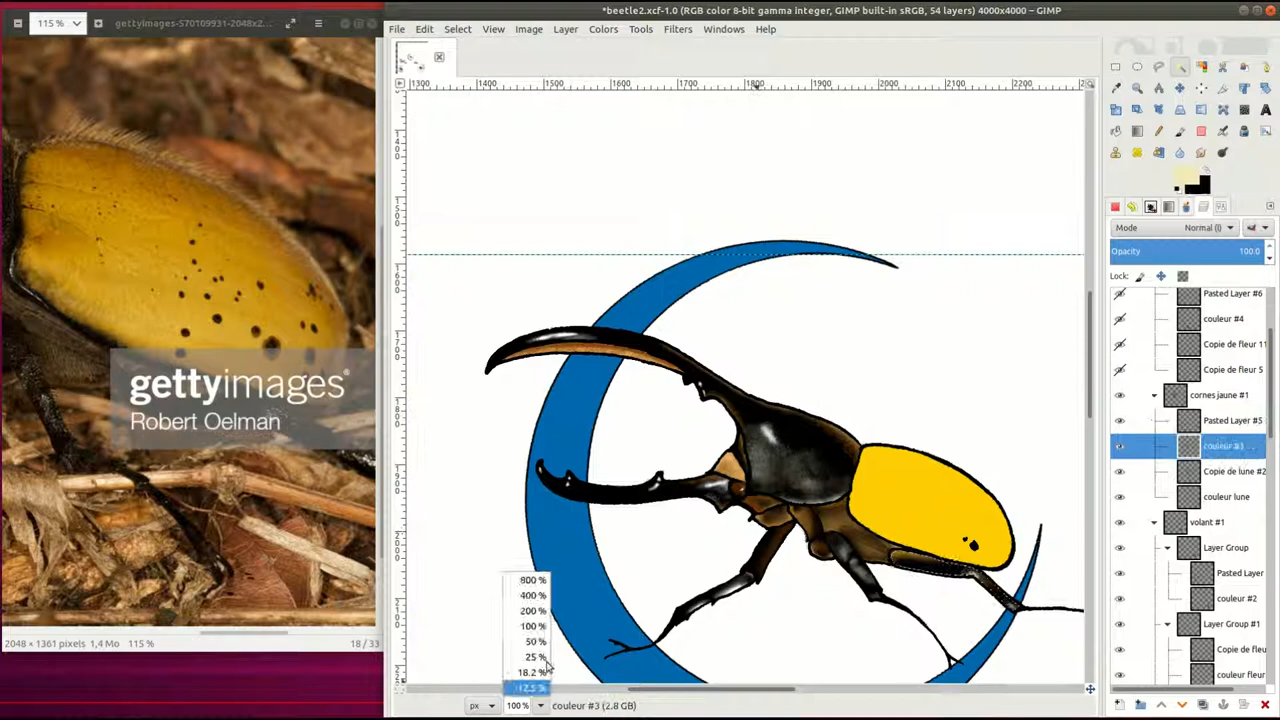 *beetle2.xcf-1.0 (RGB color 8-bit gamma integer, GIMP built-in sRGB, 54 layers) 4000x4000 – GIMP
115 % gettyimages-570109931-2048x2...
File Edit Select View Image Layer Colors Tools Filters Windows Help
1300 1400 1500 1600 1700 1800 1900 2000 2100 2200
Mode Normal (l)
Opacity 100.0
Lock:
Pasted Layer #6
couleur #4
Copie de fleur 11
Copie de fleur 5
cornes jaune #1
Pasted Layer #5
couleur #3
Copie de lune #2
couleur lune
volant #1
Layer Group
Pasted Layer
couleur #2
Layer Group #1
Copie de fleu
couleur fleur
gettyimages®
Robert Oelman
800 %
400 %
200 %
100 %
50 %
25 %
18.2 %
12.5 %
2048 × 1361 pixels 1,4 Mo 115 % 18 / 33
px 100 % couleur #3 (2.8 GB)